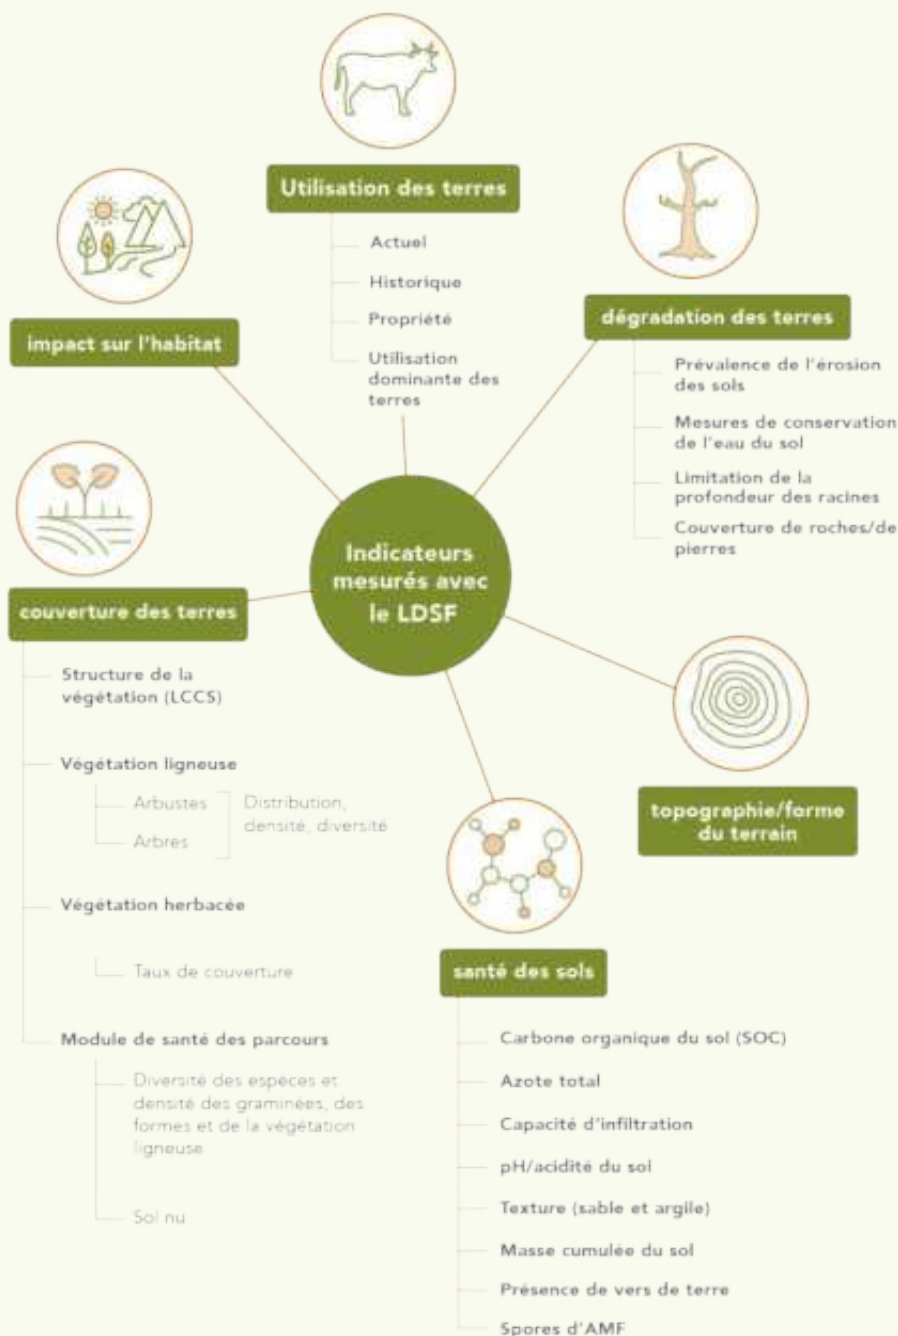 Utilisation des terres
Actuel
Historique
Propriété
Utilisation
dominante des
terres
impact sur l'habitat
dégradation des terres
Prévalence de l'érosion
des sols
Mesures de conservation
de l'eau du sol
Limitation de la
profondeur des racines
Couverture de roches/de
pierres
Indicateurs
mesurés avec
le LDSF
couverture des terres
Structure de la
végétation (LCCS)
Végétation ligneuse
Arbustes
Arbres
Distribution,
densité, diversité
Végétation herbacée
Taux de couverture
Module de santé des parcours
Diversité des espèces et
densité des graminées, des
formes et de la végétation
ligneuse
Sol nu
topographie/forme
du terrain
santé des sols
Carbone organique du sol (SOC)
Azote total
Capacité d'infiltration
pH/acidité du sol
Texture (sable et argile)
Masse cumulée du sol
Présence de vers de terre
Spores d'AMF